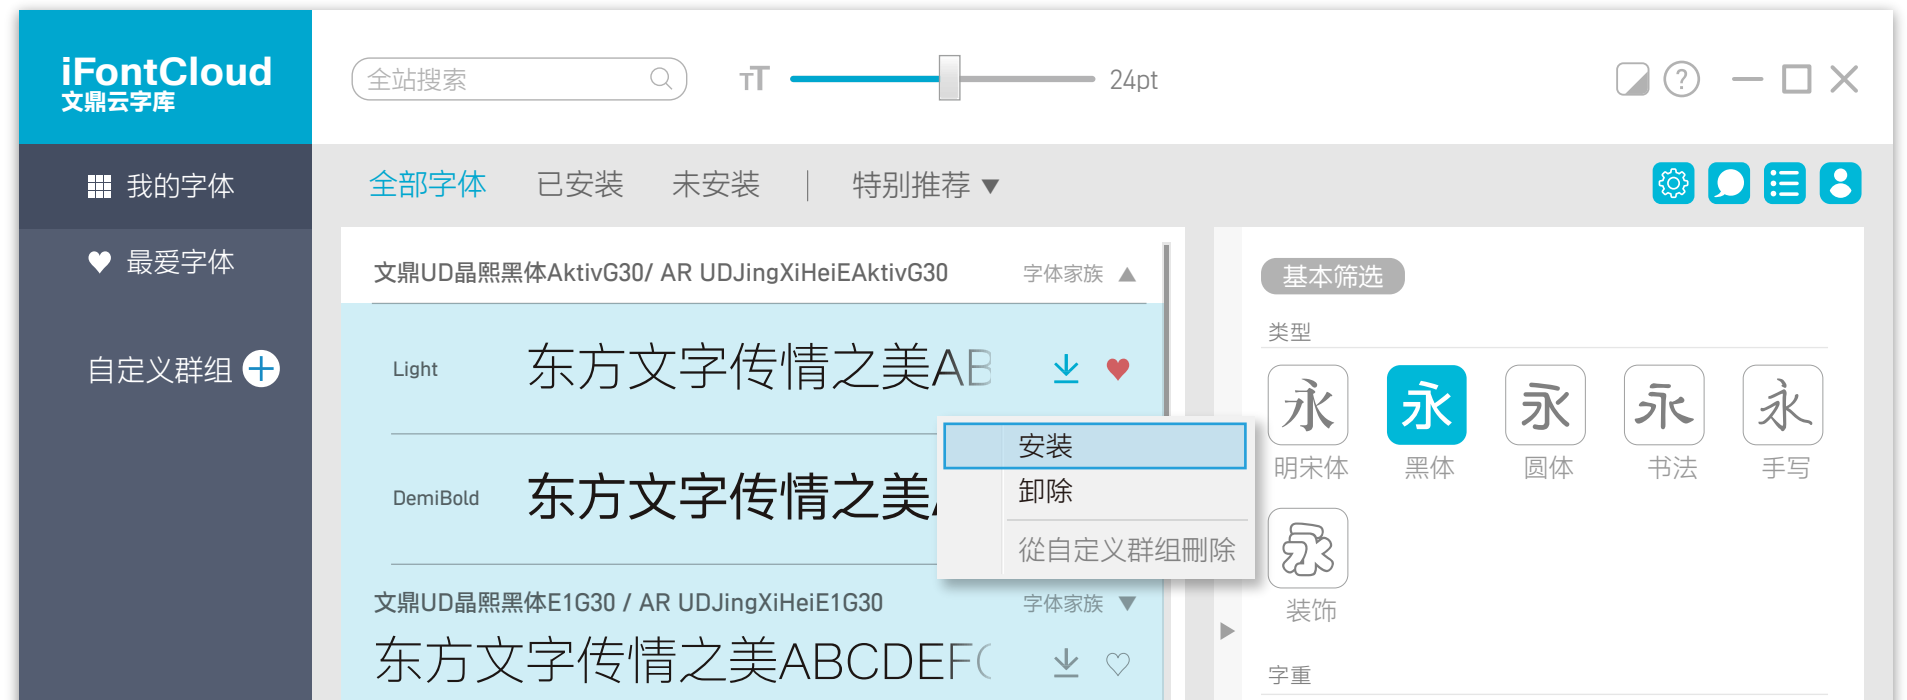 iFontCloud
文鼎云字库
全站搜索
TT
24pt
?
我的字体
最爱字体
自定义群组
全部字体 已安装 未安装 | 特别推荐
文鼎UD晶熙黑体AktivG30/ AR UDJingXiHeiEAktivG30 字体家族
Light 东方文字传情之美AB
DemiBold 东方文字传情之美
安装
卸除
從自定义群组刪除
文鼎UD晶熙黑体E1G30 / AR UDJingXiHeiE1G30 字体家族
东方文字传情之美ABCDEF
基本筛选
类型
永 永 永 永 永
明宋体 黑体 圆体 书法 手写
永
装饰
字重